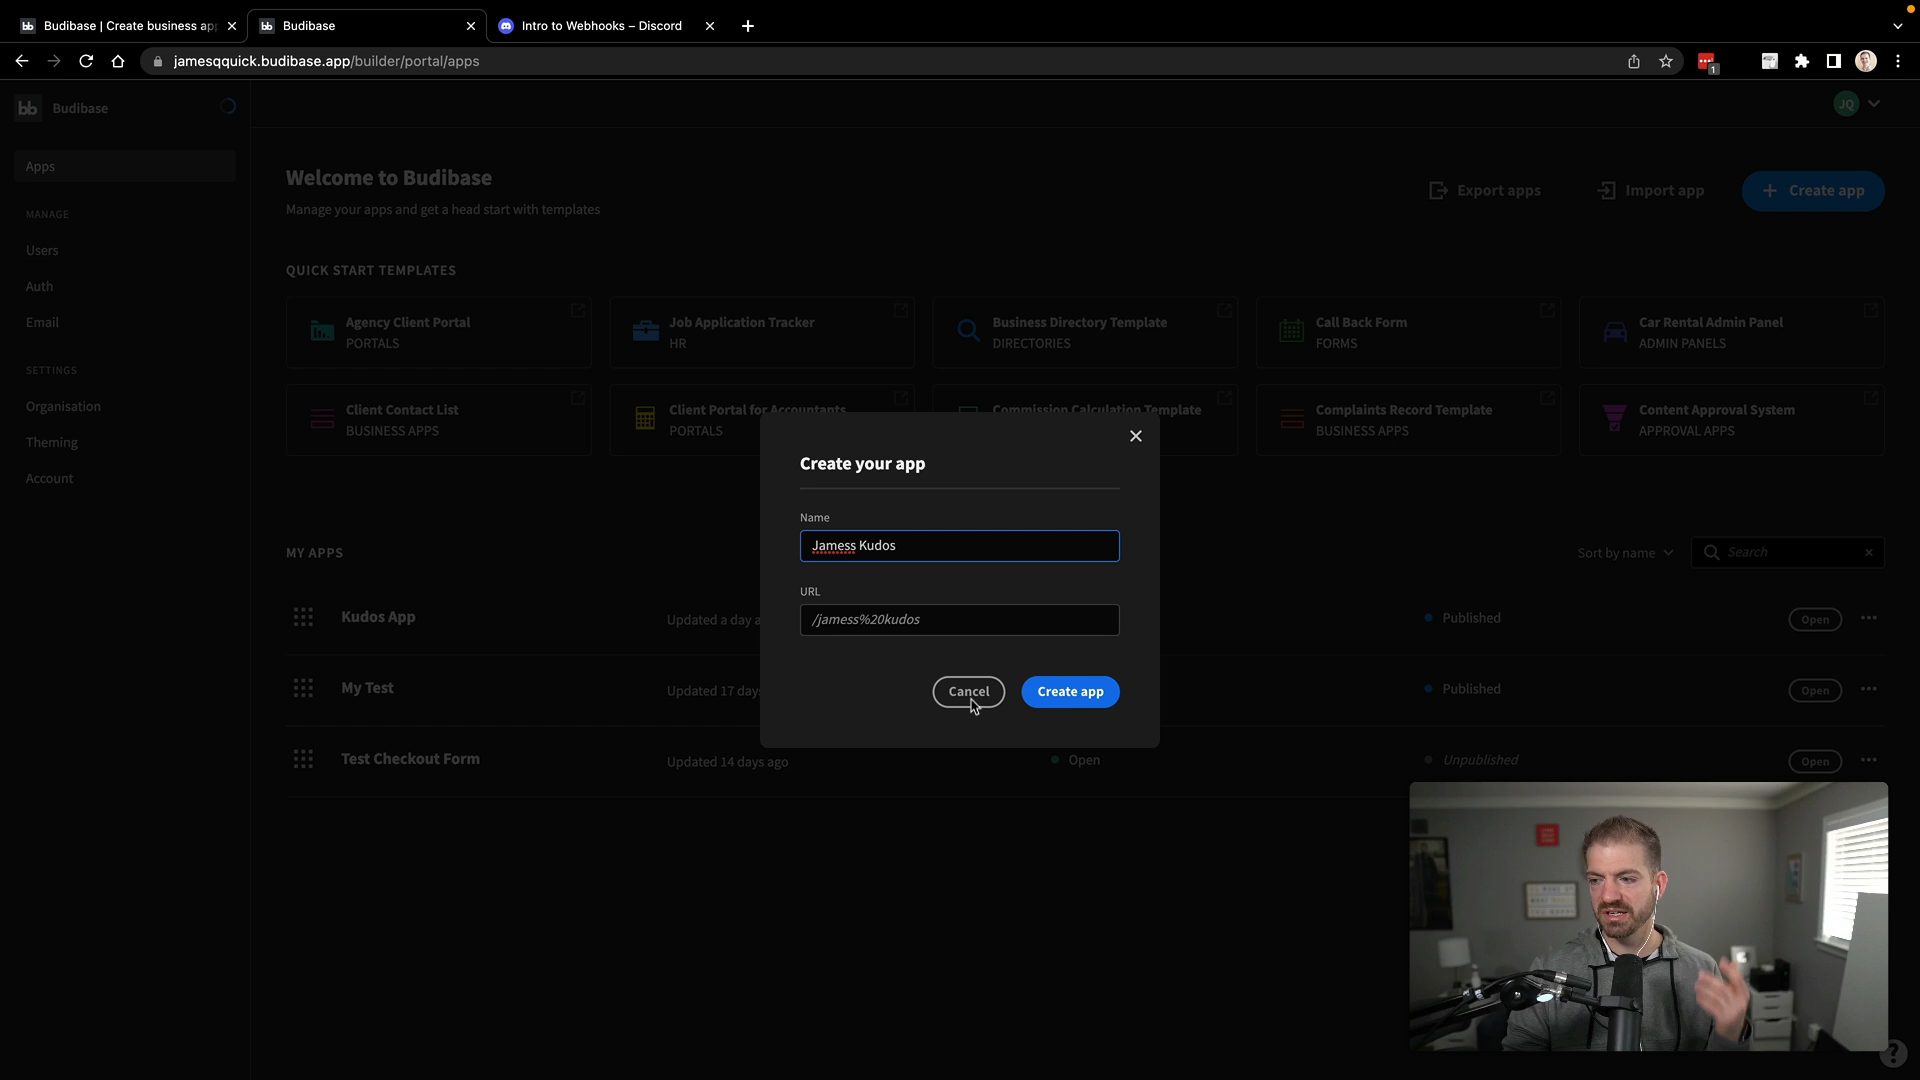 Budibase | Create business app
Budibase
Intro to Webhooks – Discord
jamesqquick.budibase.app/builder/portal/apps
1
bb Budibase
JQ
Apps
MANAGE
Users
Auth
Email
SETTINGS
Organisation
Theming
Account
Welcome to Budibase
Manage your apps and get a head start with templates
Export apps
Import app
Create app
QUICK START TEMPLATES
Agency Client Portal
PORTALS
Job Application Tracker
HR
Business Directory Template
DIRECTORIES
Call Back Form
FORMS
Car Rental Admin Panel
ADMIN PANELS
Client Contact List
BUSINESS APPS
Client Portal for Accountants
PORTALS
Commission Calculation Template
Complaints Record Template
BUSINESS APPS
Content Approval System
APPROVAL APPS
Create your app
Name
Jamess Kudos
URL
/jamess%20kudos
Cancel
Create app
MY APPS
Sort by name
Search
Kudos App
Updated a day a
Published
Open
My Test
Updated 17 day
Published
Open
Test Checkout Form
Updated 14 days ago
Open
Unpublished
Open
?